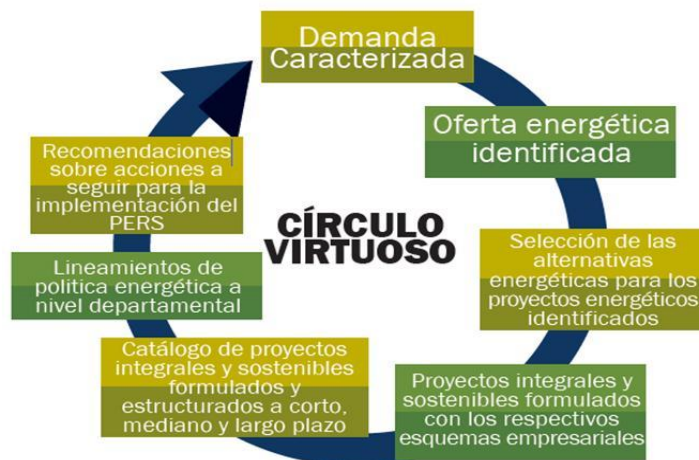 Demanda
Caracterizada
Oferta energética
identificada
Selección de las
alternativas
energéticas para los
proyectos energéticos
identificados
Proyectos integrales y
sostenibles formulados
con los respectivos
esquemas empresariales
Catálogo de proyectos
integrales y sostenibles
formulados y
estructurados a corto,
mediano y largo plazo
Lineamientos de
política energética a
nivel departamental
Recomendaciones
sobre acciones a
seguir para la
implementación del
PERS
CÍRCULO
VIRTUOSO